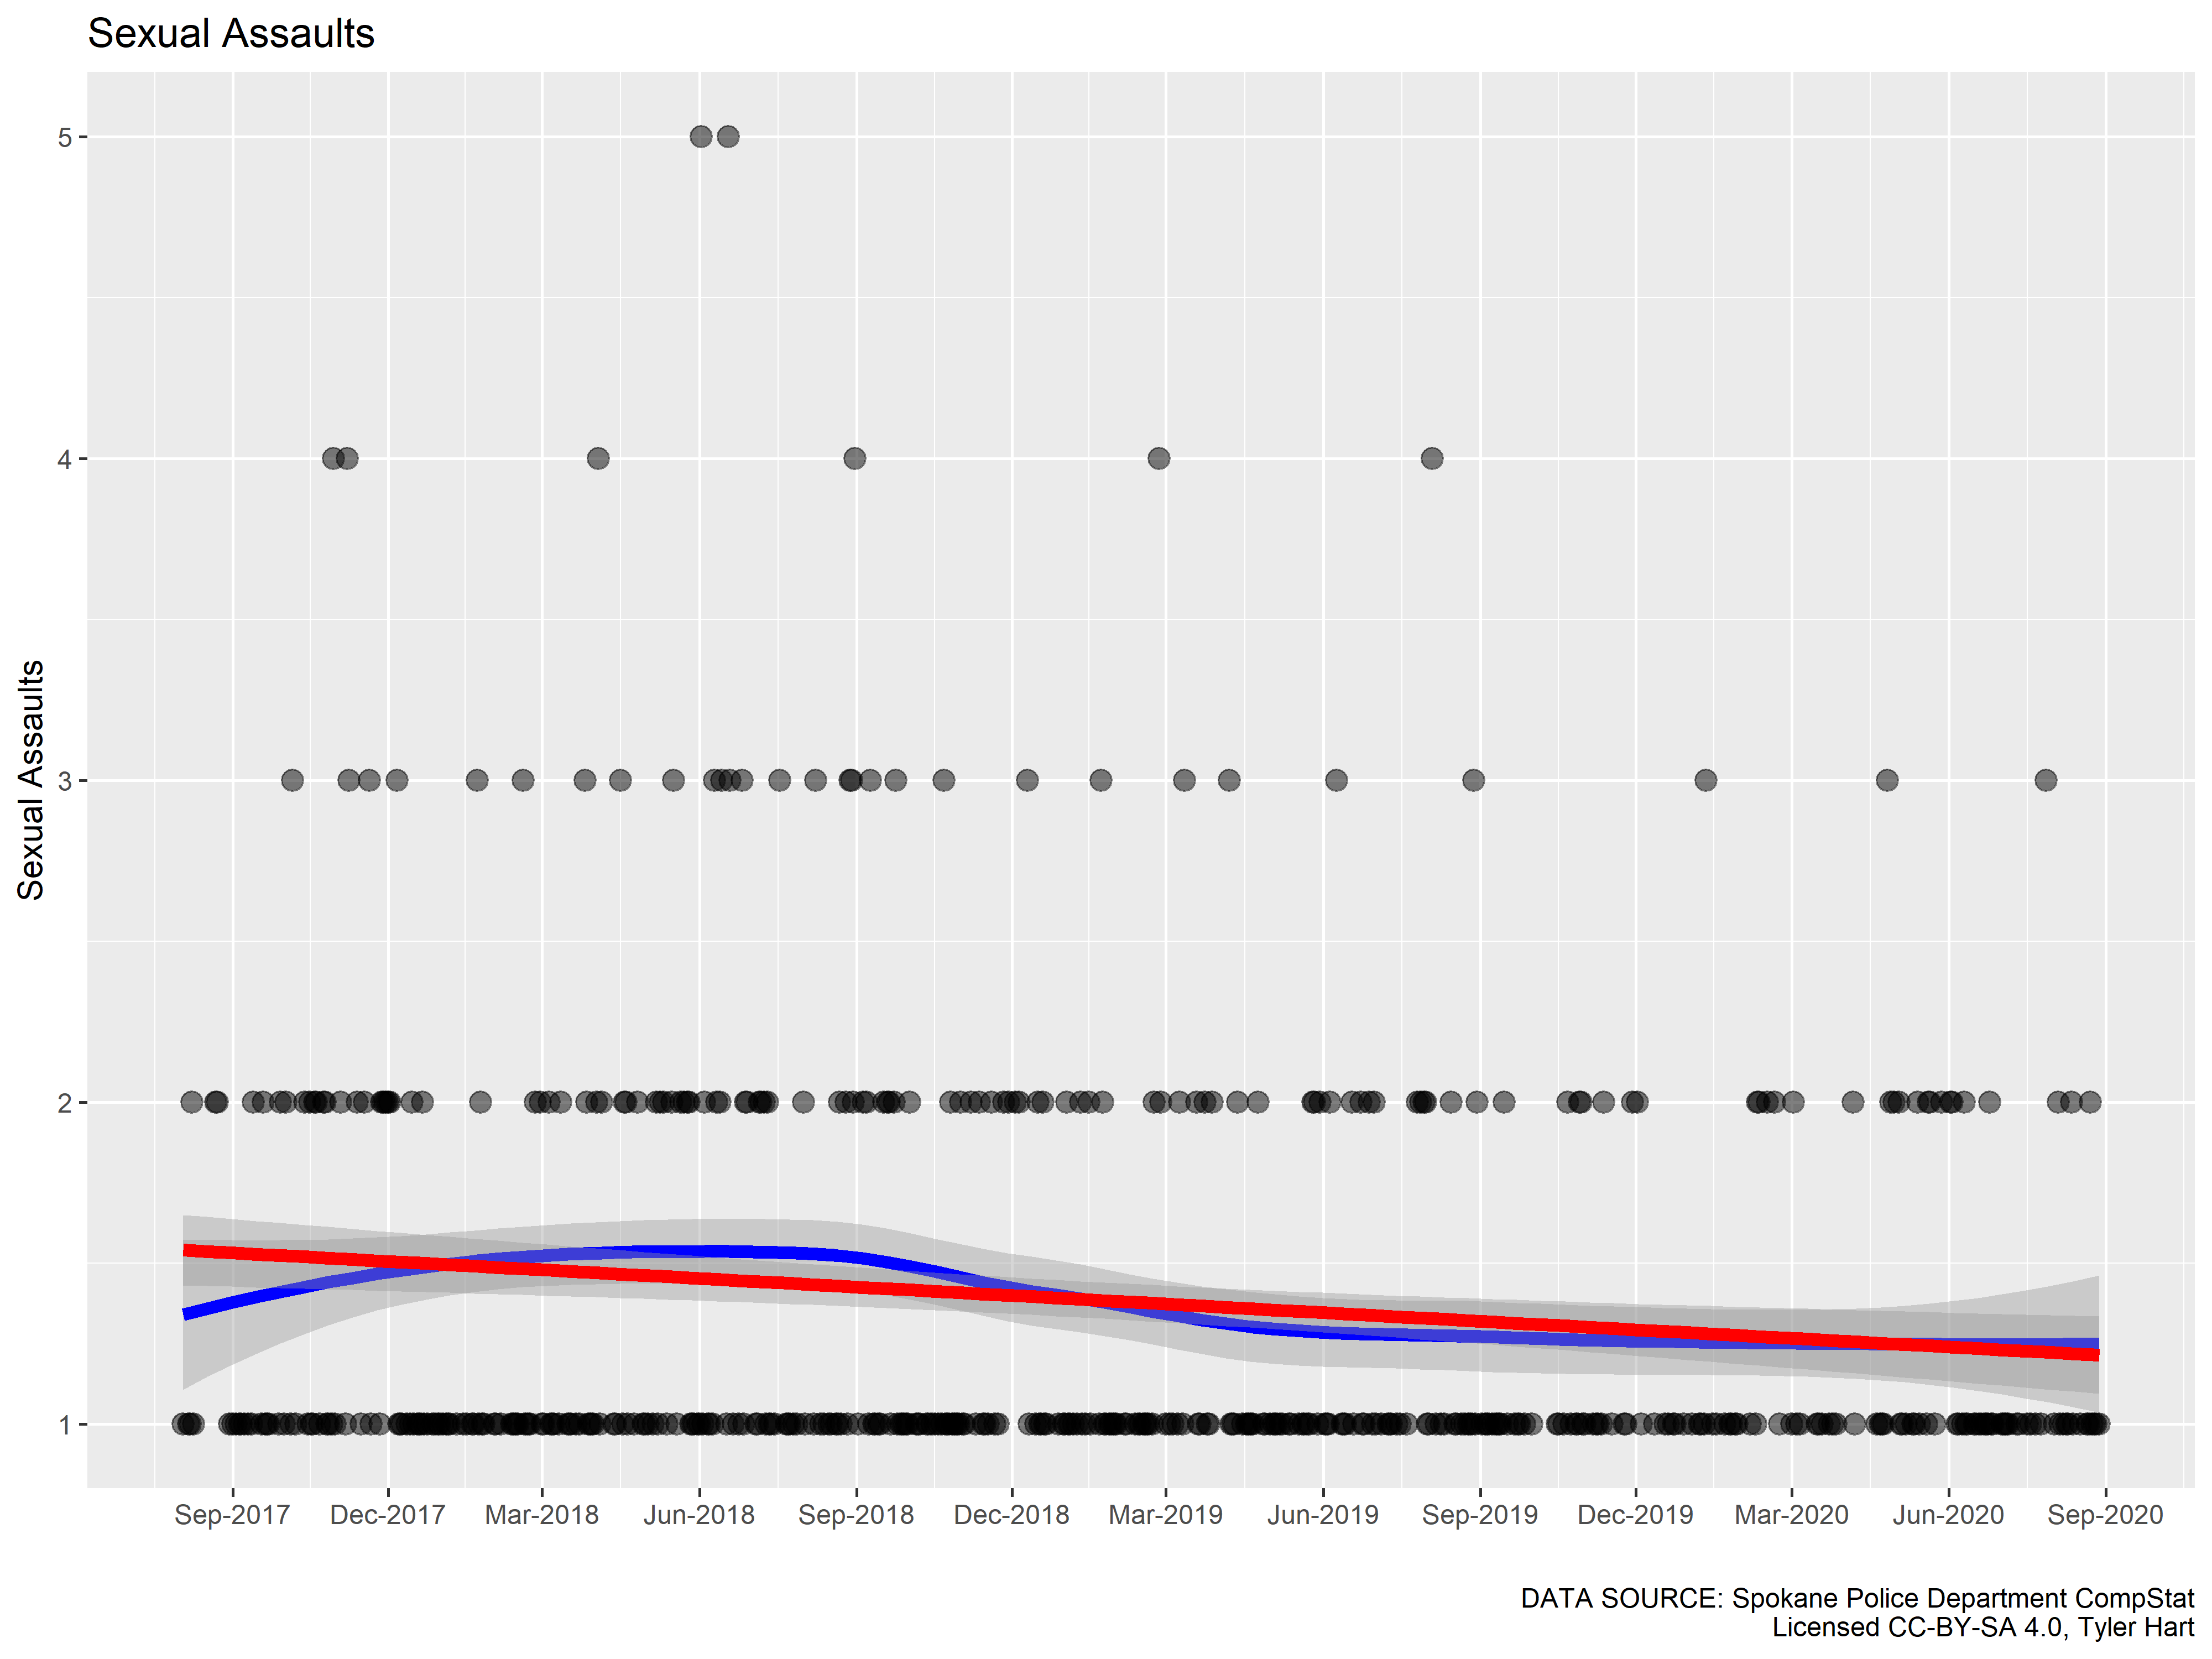 Sexual Assaults
Sexual Assaults
5
4
3
2
1
Sep-2017 Dec-2017 Mar-2018 Jun-2018 Sep-2018 Dec-2018 Mar-2019 Jun-2019 Sep-2019 Dec-2019 Mar-2020 Jun-2020 Sep-2020
DATA SOURCE: Spokane Police Department CompStat
Licensed CC-BY-SA 4.0, Tyler Hart